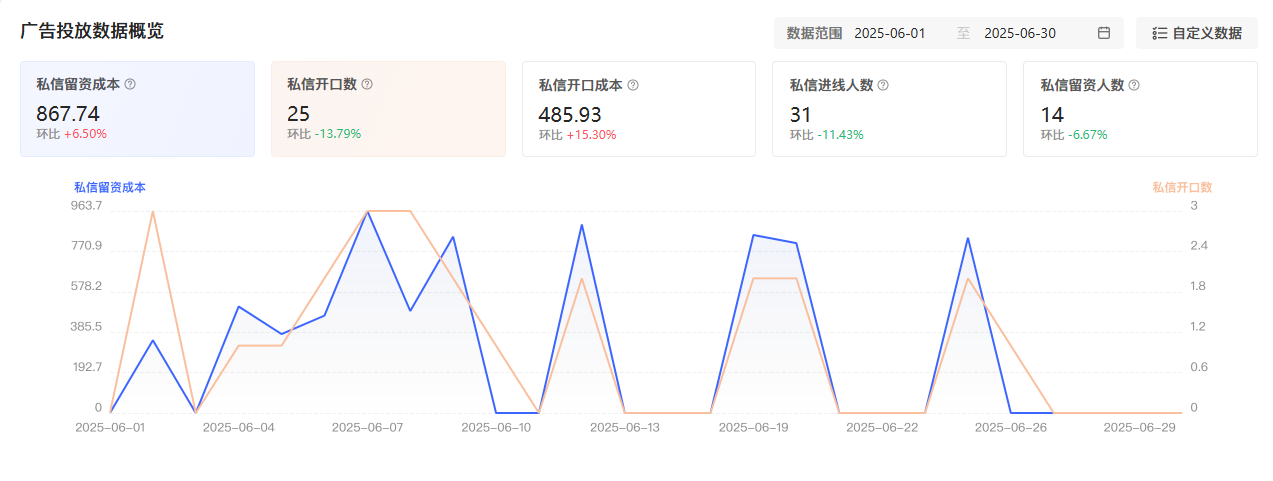 广告投放数据概览
数据范围 2025-06-01 至 2025-06-30
自定义数据
私信留资成本
867.74
环比 +6.50%
私信开口数
25
环比 -13.79%
私信开口成本
485.93
环比 +15.30%
私信进线人数
31
环比 -11.43%
私信留资人数
14
环比 -6.67%
私信留资成本
私信开口数
963.7
770.9
578.2
385.5
192.7
0
3
2.4
1.8
1.2
0.6
0
2025-06-01 2025-06-04 2025-06-07 2025-06-10 2025-06-13 2025-06-19 2025-06-22 2025-06-26 2025-06-29